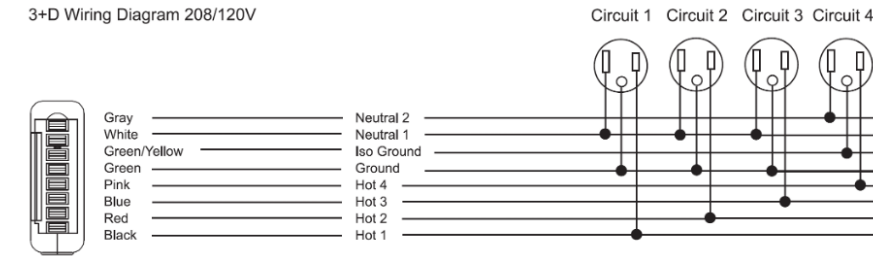 3+D Wiring Diagram 208/120V
Circuit 1 Circuit 2 Circuit 3 Circuit 4
Gray Neutral 2
White Neutral 1
Green/Yellow Iso Ground
Green Ground
Pink Hot 4
Blue Hot 3
Red Hot 2
Black Hot 1